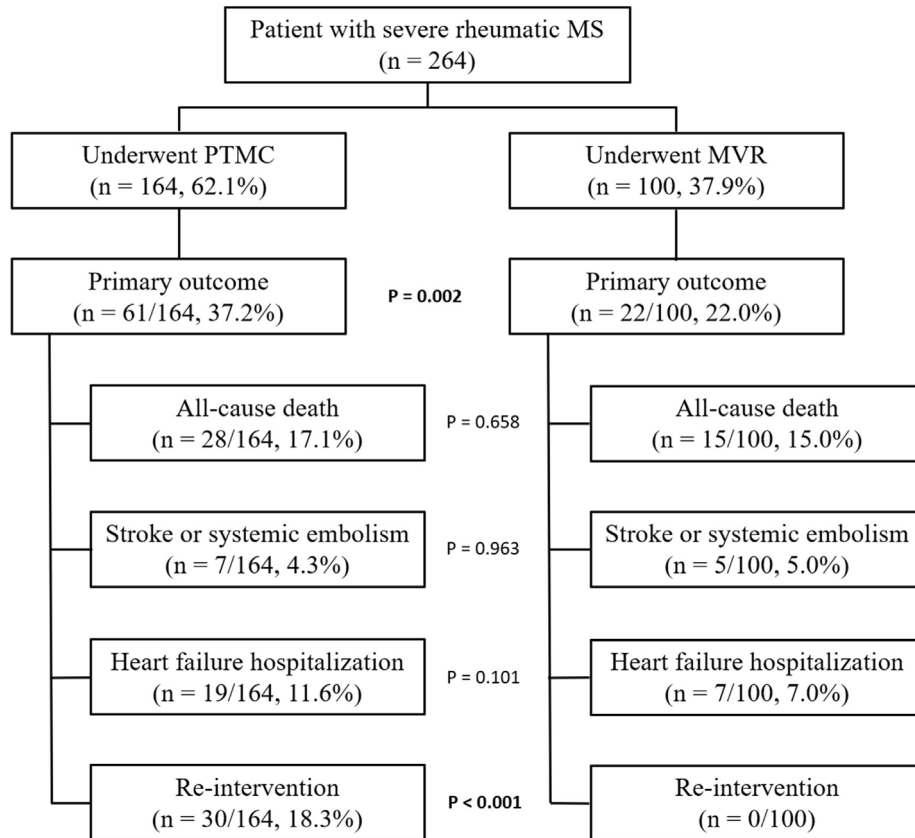 Patient with severe rheumatic MS
(n = 264)
Underwent PTMC
(n = 164, 62.1%)
Underwent MVR
(n = 100, 37.9%)
Primary outcome
(n = 61/164, 37.2%)
P = 0.002
Primary outcome
(n = 22/100, 22.0%)
All-cause death
(n = 28/164, 17.1%)
P = 0.658
All-cause death
(n = 15/100, 15.0%)
Stroke or systemic embolism
(n = 7/164, 4.3%)
P = 0.963
Stroke or systemic embolism
(n = 5/100, 5.0%)
Heart failure hospitalization
(n = 19/164, 11.6%)
P = 0.101
Heart failure hospitalization
(n = 7/100, 7.0%)
Re-intervention
(n = 30/164, 18.3%)
P < 0.001
Re-intervention
(n = 0/100)